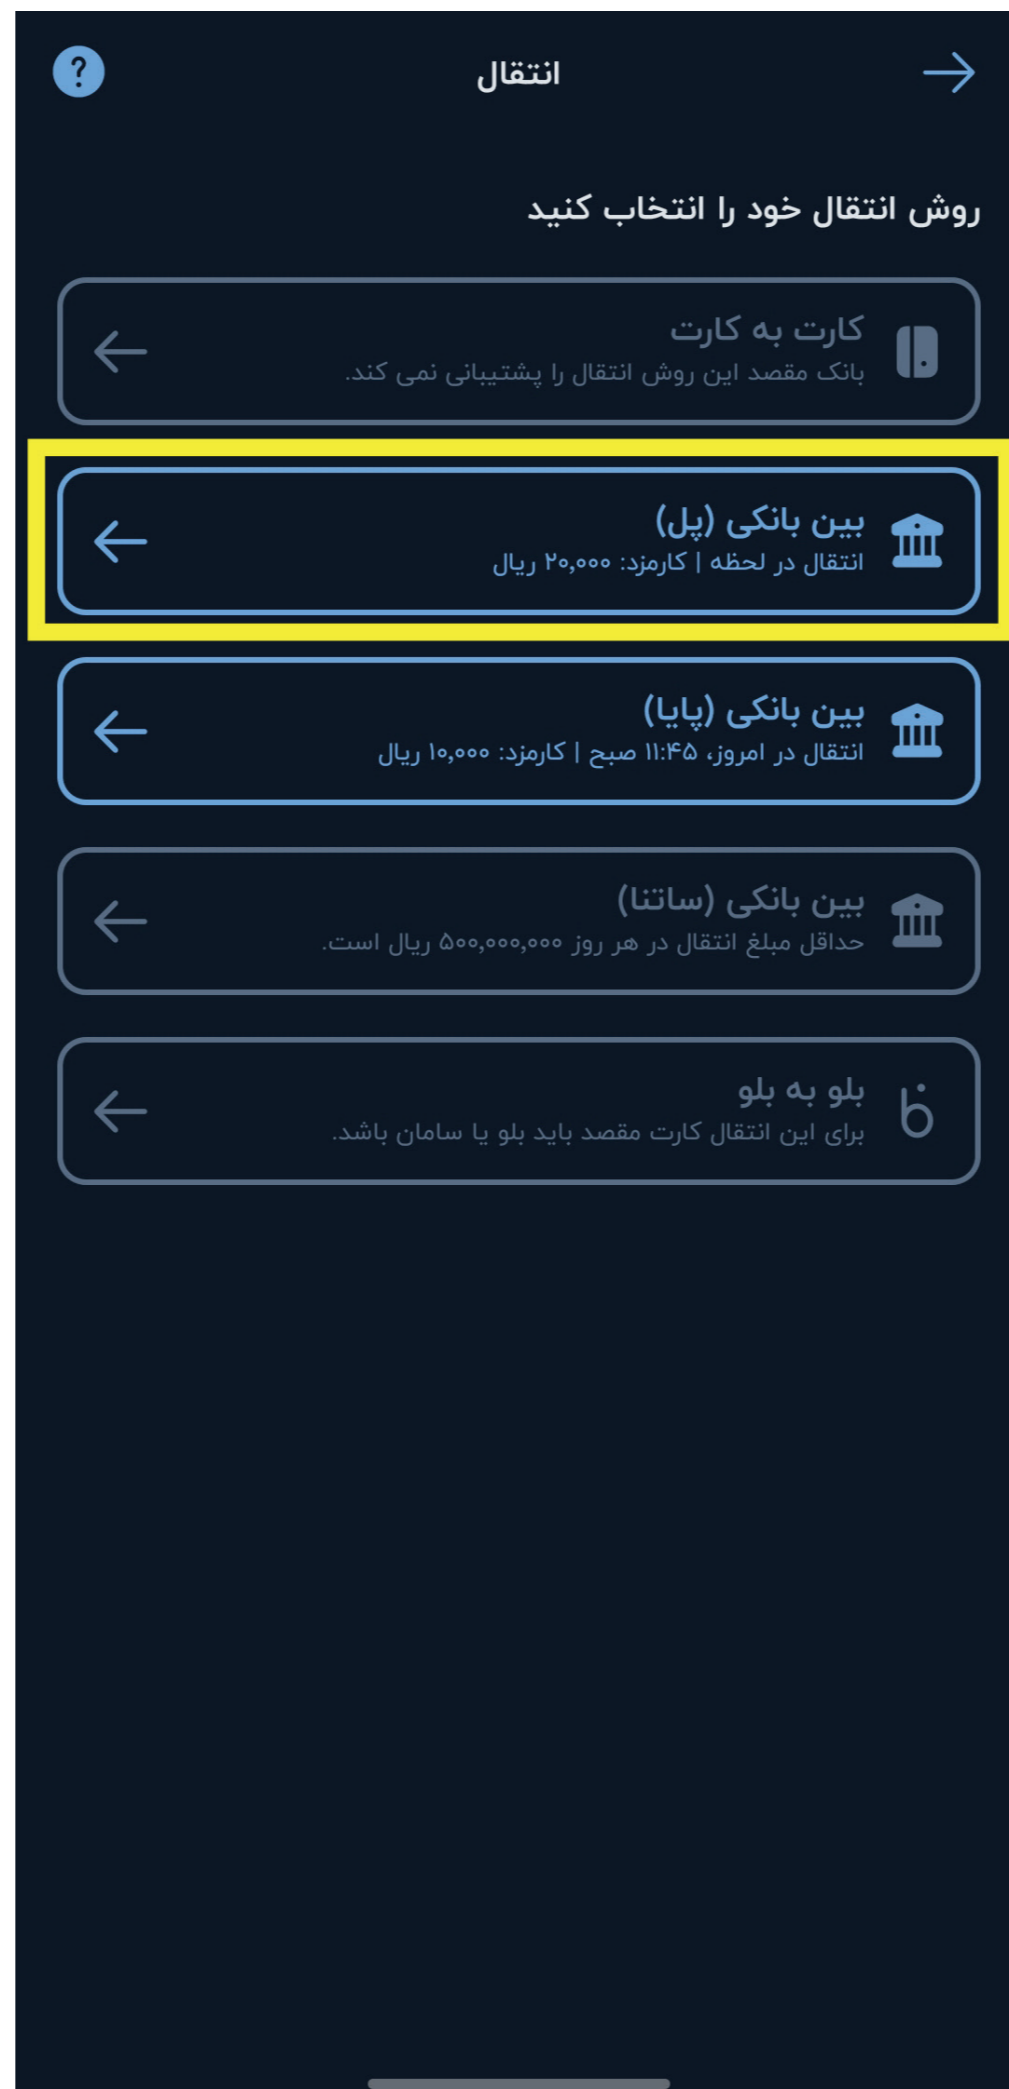 انتقال
روش انتقال خود را انتخاب کنید
کارت به کارت
بانک مقصد این روش انتقال را پشتیبانی نمی کند.
بین بانکی (پل)
انتقال در لحظه | کارمزد: ۲۰,۰۰۰ ریال
بین بانکی (پایا)
انتقال در امروز، ۱۱:۴۵ صبح | کارمزد: ۱۰,۰۰۰ ریال
بین بانکی (ساتنا)
حداقل مبلغ انتقال در هر روز ۵۰۰,۰۰۰,۰۰۰ ریال است.
بلو به بلو
برای این انتقال کارت مقصد باید بلو یا سامان باشد.